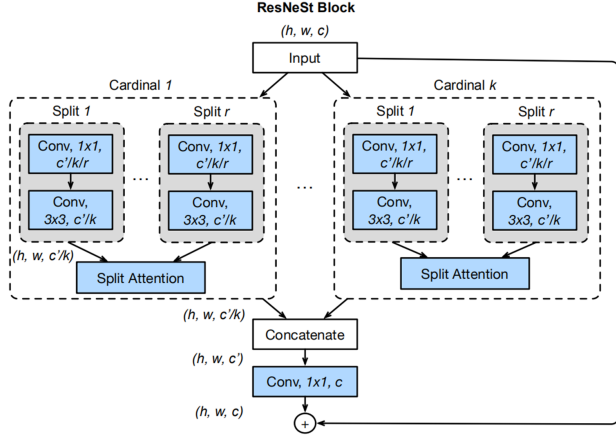 ResNeSt Block
(h, w, c)
Input
Cardinal 1
Cardinal k
Split 1
Split r
Split 1
Split r
Conv, 1x1,
c'/k/r
Conv, 1x1,
c'/k/r
Conv, 1x1,
c'/k/r
Conv, 1x1,
c'/k/r
...
...
...
Conv,
3x3, c'/k
Conv,
3x3, c'/k
Conv,
3x3, c'/k
Conv,
3x3, c'/k
(h, w, c'/k)
Split Attention
Split Attention
(h, w, c'/k)
Concatenate
(h, w, c')
Conv, 1x1, c
(h, w, c)
+